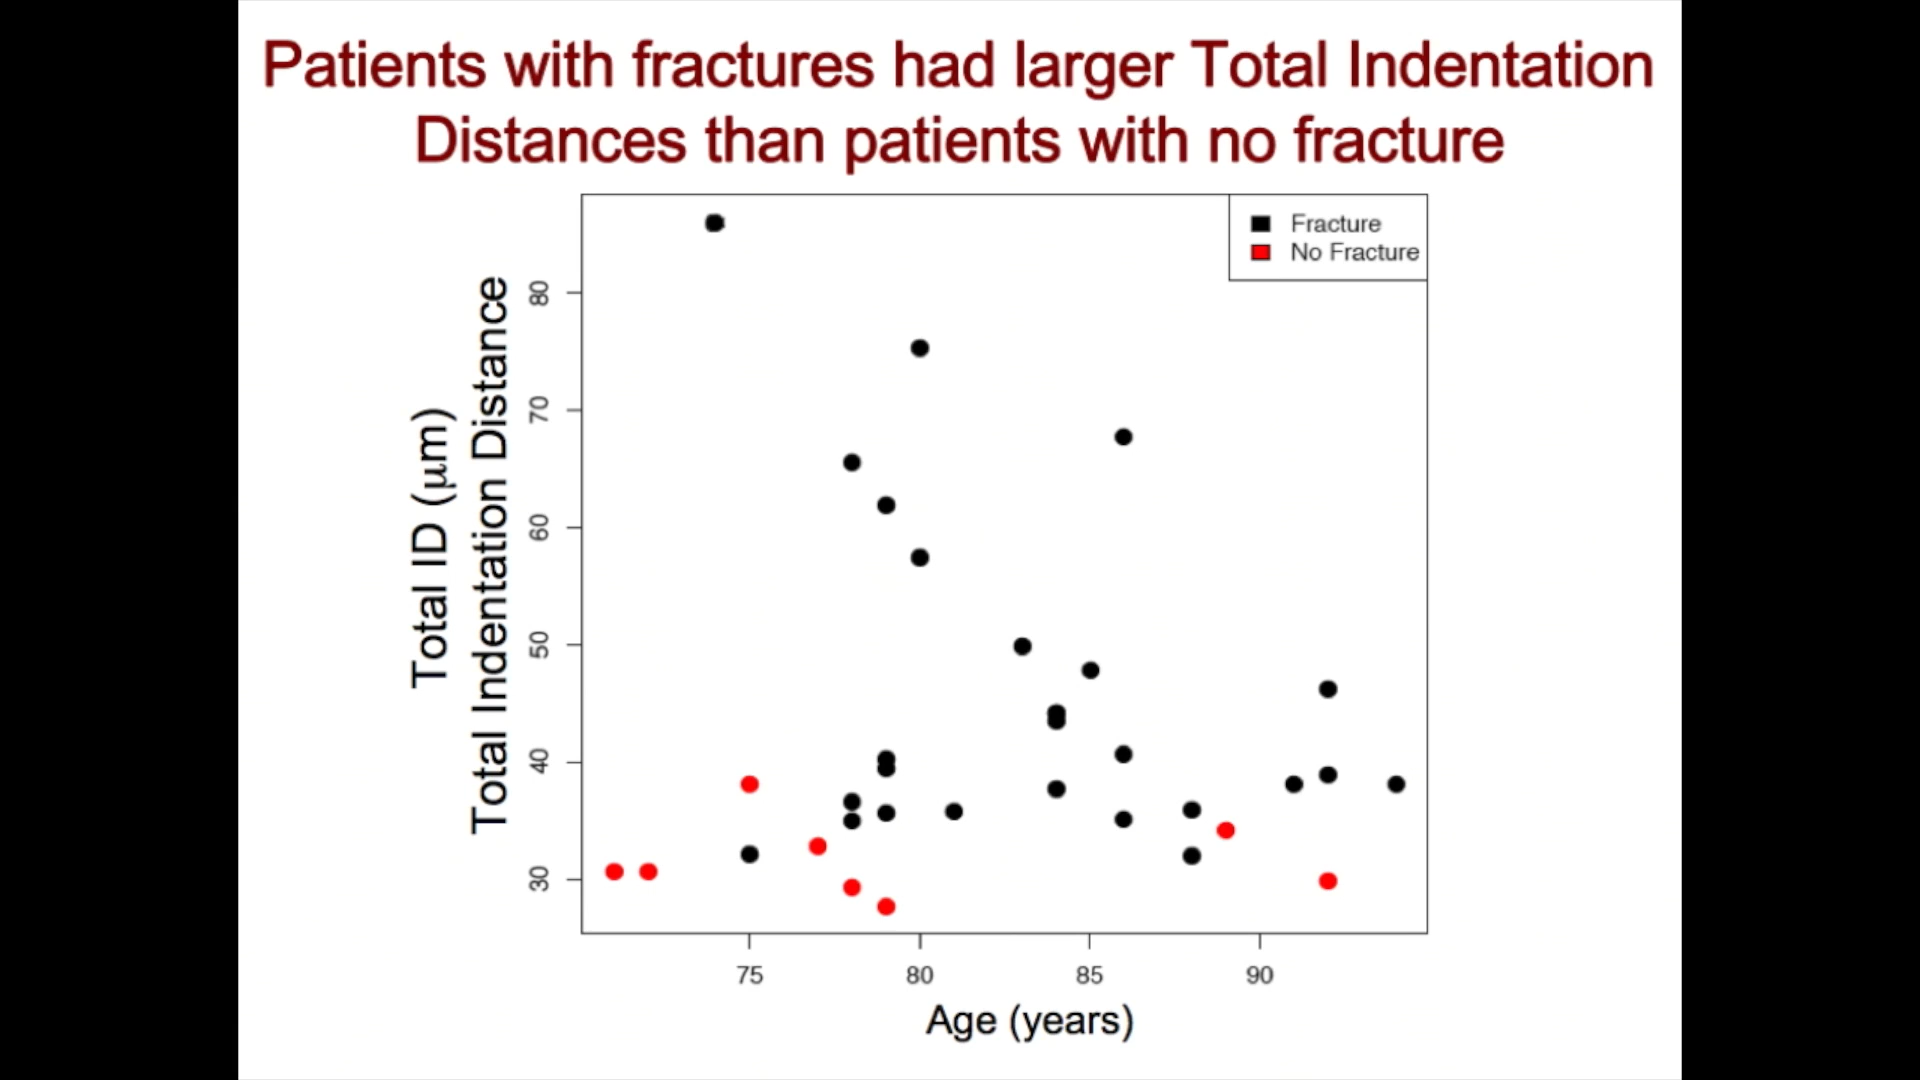 Patients with fractures had larger Total Indentation
Distances than patients with no fracture
Fracture
No Fracture
Total ID (μm)
Total Indentation Distance
80
70
60
50
40
30
75
80
85
90
Age (years)